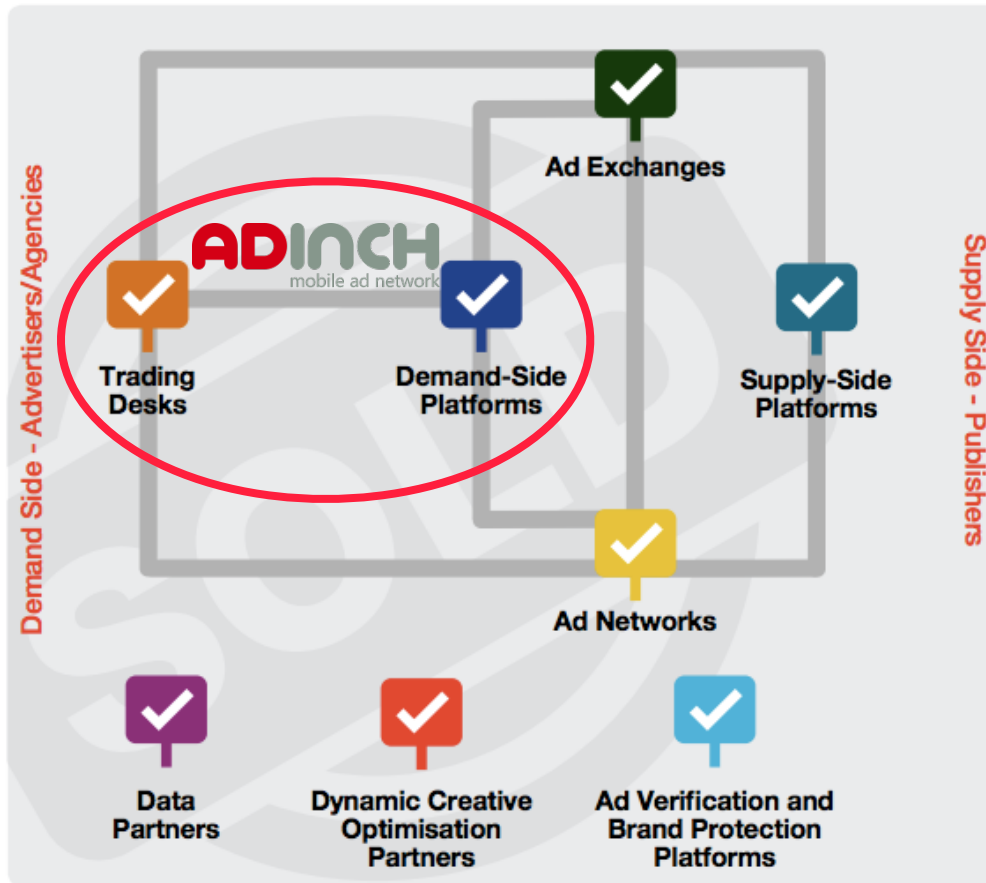 Ad Exchanges
ADINCH
mobile ad network
Trading
Desks
Demand-Side
Platforms
Supply-Side
Platforms
Demand Side - Advertisers/Agencies
Supply Side - Publishers
SOLD
Ad Networks
Data
Partners
Dynamic Creative
Optimisation
Partners
Ad Verification and
Brand Protection
Platforms